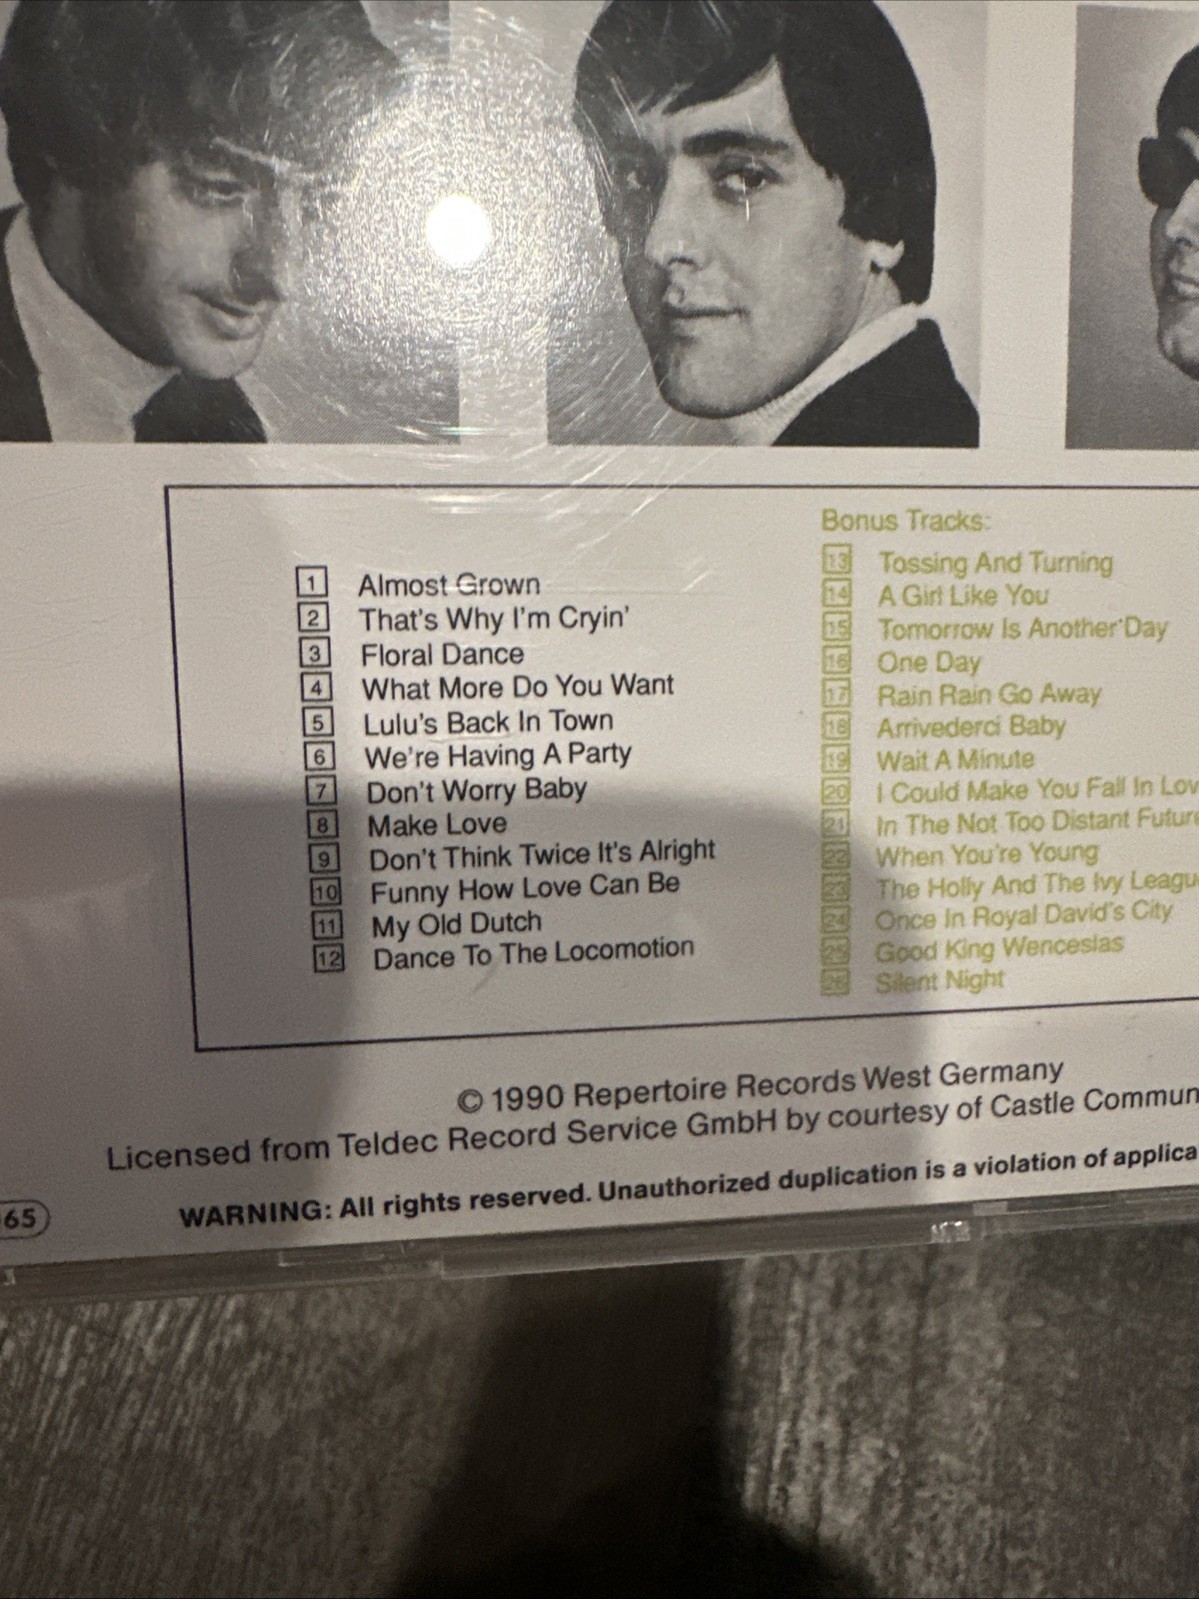 1 Almost Grown
2 That's Why I'm Cryin'
3 Floral Dance
4 What More Do You Want
5 Lulu's Back In Town
6 We're Having A Party
7 Don't Worry Baby
8 Make Love
9 Don't Think Twice It's Alright
10 Funny How Love Can Be
11 My Old Dutch
12 Dance To The Locomotion
Bonus Tracks:
13 Tossing And Turning
14 A Girl Like You
15 Tomorrow Is Another Day
16 One Day
17 Rain Rain Go Away
18 Arrivederci Baby
19 Wait A Minute
20 I Could Make You Fall In Lov
21 In The Not Too Distant Future
22 When You're Young
23 The Holly And The Ivy Leagu
24 Once In Royal David's City
25 Good King Wenceslas
26 Silent Night
© 1990 Repertoire Records West Germany
Licensed from Teldec Record Service GmbH by courtesy of Castle Commun
65
WARNING: All rights reserved. Unauthorized duplication is a violation of applica